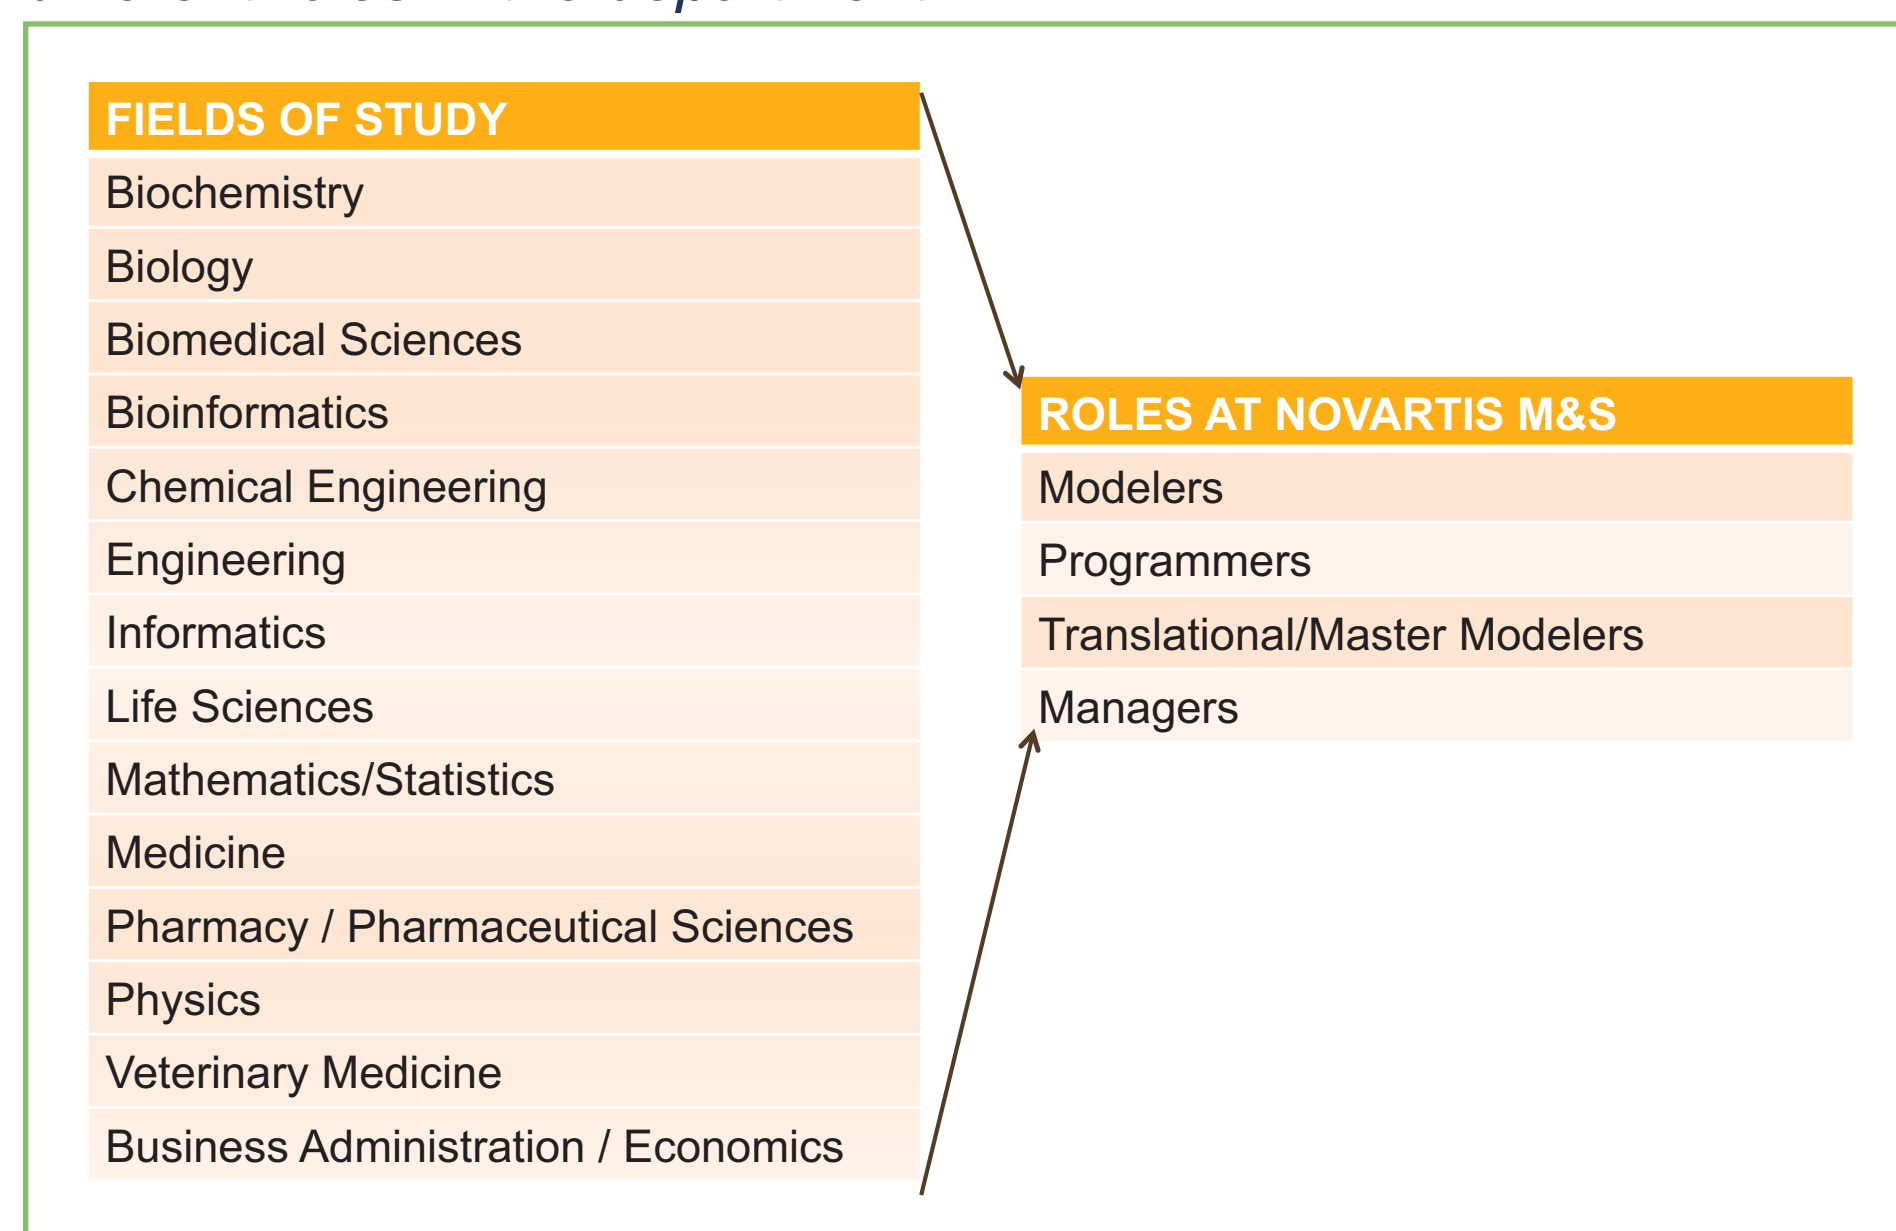 FIELDS OF STUDY
Biochemistry
Biology
Biomedical Sciences
Bioinformatics
Chemical Engineering
Engineering
Informatics
Life Sciences
Mathematics/Statistics
Medicine
Pharmacy / Pharmaceutical Sciences
Physics
Veterinary Medicine
Business Administration / Economics
ROLES AT NOVARTIS M&S
Modelers
Programmers
Translational/Master Modelers
Managers